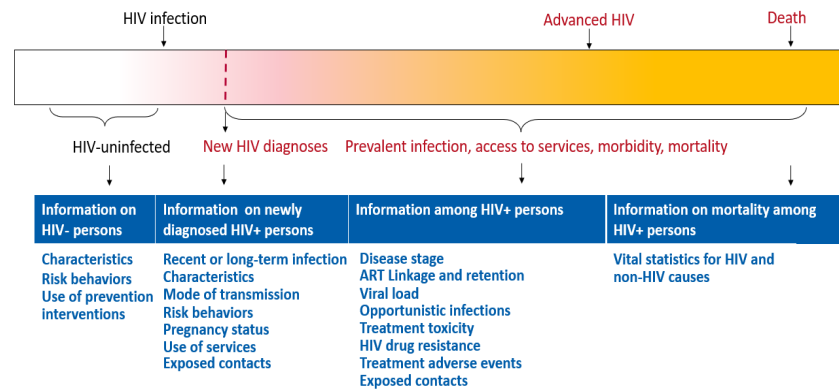 HIV infection
Advanced HIV
Death
HIV-uninfected
New HIV diagnoses
Prevalent infection, access to services, morbidity, mortality
Information on
HIV- persons
Characteristics
Risk behaviors
Use of prevention
interventions
Information on newly
diagnosed HIV+ persons
Recent or long-term infection
Characteristics
Mode of transmission
Risk behaviors
Pregnancy status
Use of services
Exposed contacts
Information among HIV+ persons
Disease stage
ART Linkage and retention
Viral load
Opportunistic infections
Treatment toxicity
HIV drug resistance
Treatment adverse events
Exposed contacts
Information on mortality among
HIV+ persons
Vital statistics for HIV and
non-HIV causes